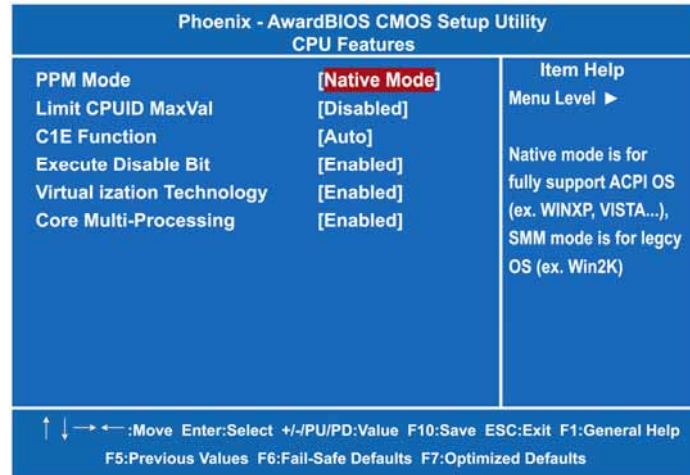 Phoenix - AwardBIOS CMOS Setup Utility
CPU Features
PPM Mode [Native Mode]
Limit CPUID MaxVal [Disabled]
C1E Function [Auto]
Execute Disable Bit [Enabled]
Virtual ization Technology [Enabled]
Core Multi-Processing [Enabled]
Item Help
Menu Level ►
Native mode is for
fully support ACPI OS
(ex. WINXP, VISTA...),
SMM mode is for legcy
OS (ex. Win2K)
↑ ↓ → ← :Move Enter:Select +/-/PU/PD:Value F10:Save ESC:Exit F1:General Help
F5:Previous Values F6:Fail-Safe Defaults F7:Optimized Defaults